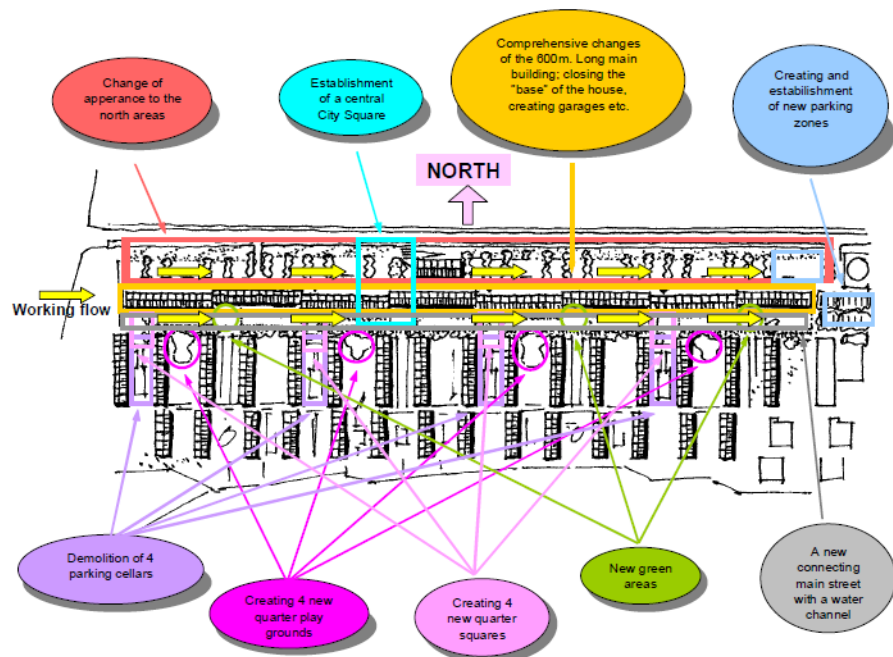 Comprehensive changes
of the 600m. Long main
building; closing the
"base" of the house,
creating garages etc.
Change of
apperance to the
north areas
Establishment
of a central
City Square
Creating and
estabilishment
of new parking
zones
NORTH
Working flow
Demolition of 4
parking cellars
Creating 4 new
quarter play
grounds
Creating 4
new quarter
squares
New green
areas
A new
connecting
main street
with a water
channel